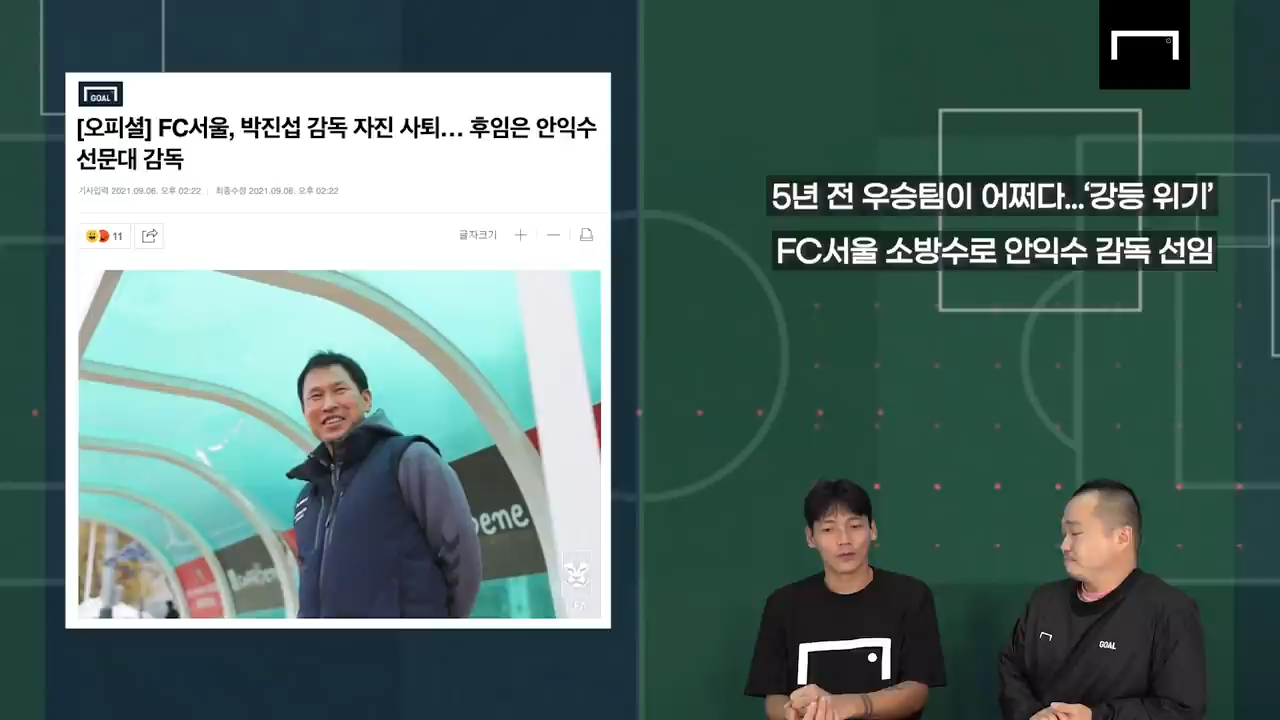 GOAL
[오피셜] FC서울, 박진섭 감독 자진 사퇴… 후임은 안익수
선문대 감독
기사입력 2021.09.06. 오후 02:22 최종수정 2021.09.06. 오후 02:22
11
글자크기
5년 전 우승팀이 어쩌다...‘강등 위기’
FC서울 소방수로 안익수 감독 선임
GOAL